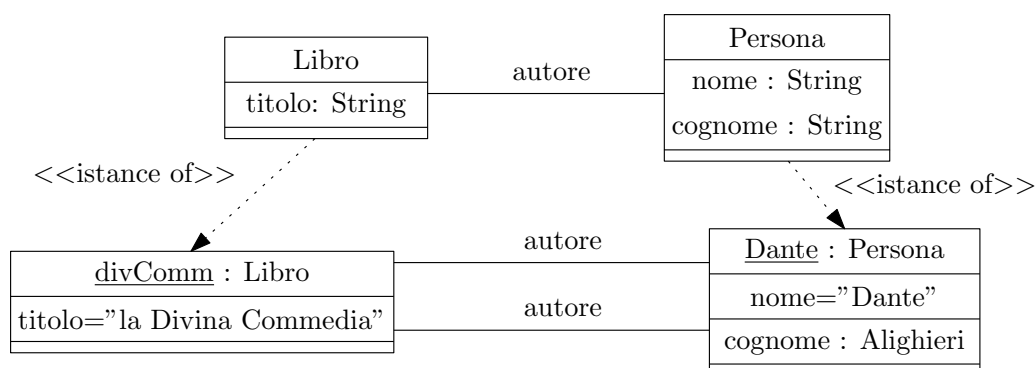 Libro
titolo: String
autore
Persona
nome : String
cognome : String
<<istance of>>
<<istance of>>
divComm : Libro
titolo=”la Divina Commedia”
autore
autore
Dante : Persona
nome=”Dante”
cognome : Alighieri